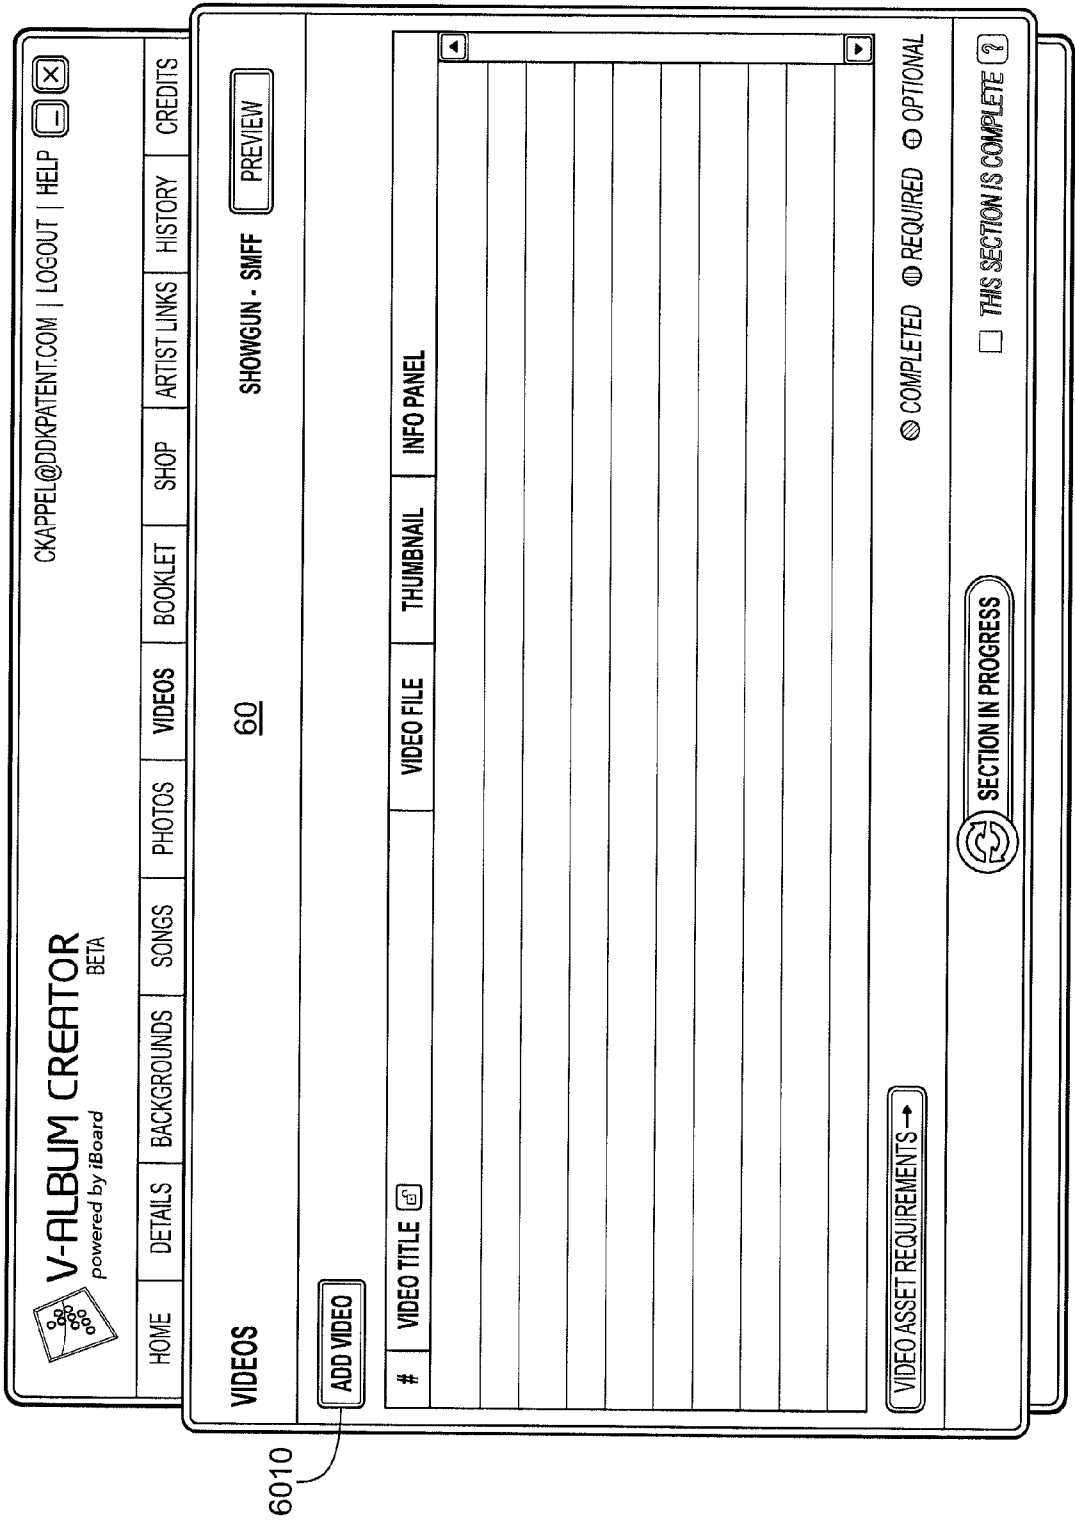 V-ALBUM CREATOR
BETA
powered by iBoard
CKAPPEL@DDKPATENT.COM | LOGOUT | HELP
HOME DETAILS BACKGROUNDS SONGS PHOTOS VIDEOS BOOKLET SHOP ARTIST LINKS HISTORY CREDITS
VIDEOS 60 SHOWGUN - SMFF PREVIEW
6010
ADD VIDEO
# VIDEO TITLE VIDEO FILE THUMBNAIL INFO PANEL
VIDEO ASSET REQUIREMENTS→ COMPLETED REQUIRED OPTIONAL
SECTION IN PROGRESS THIS SECTION IS COMPLETE ?